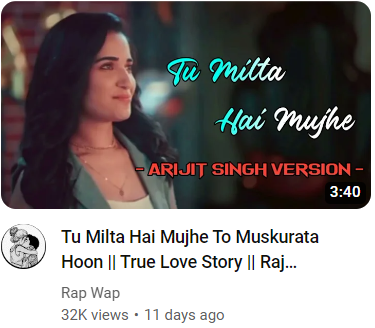 Tu Milta
Hai Mujhe
- ARIJIT SINGH VERSION -
3:40
Tu Milta Hai Mujhe To Muskurata
Hoon || True Love Story || Raj...
Rap Wap
32K views • 11 days ago